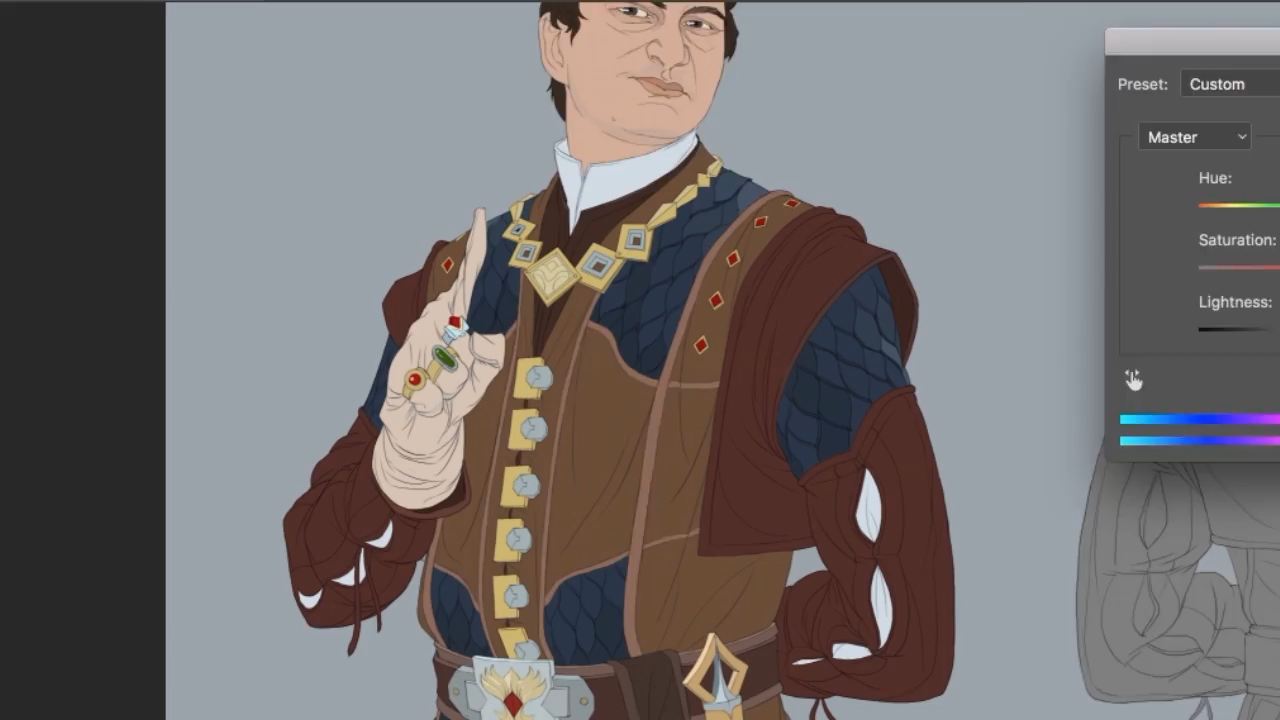 Preset: Custom
Master
Hue:
Saturation:
Lightness: